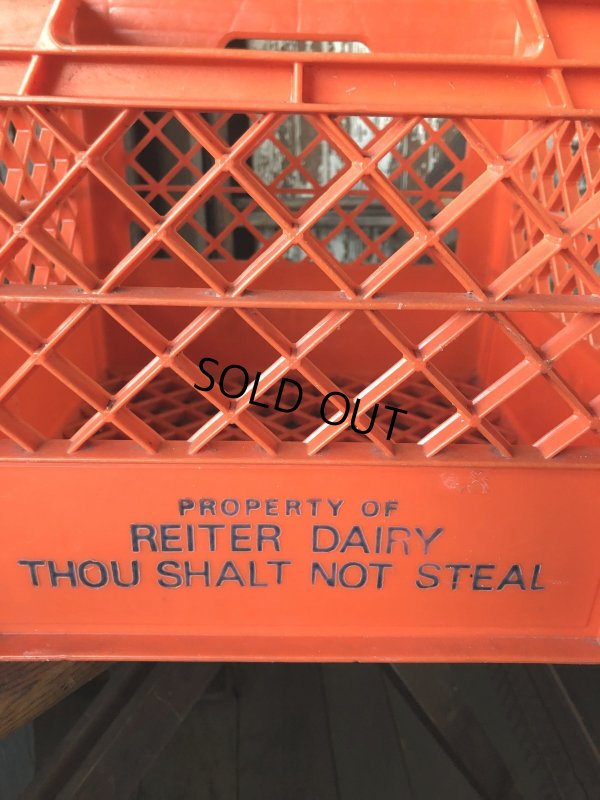 SOLD OUT
PROPERTY OF
REITER DAIRY
THOU SHALT NOT STEAL